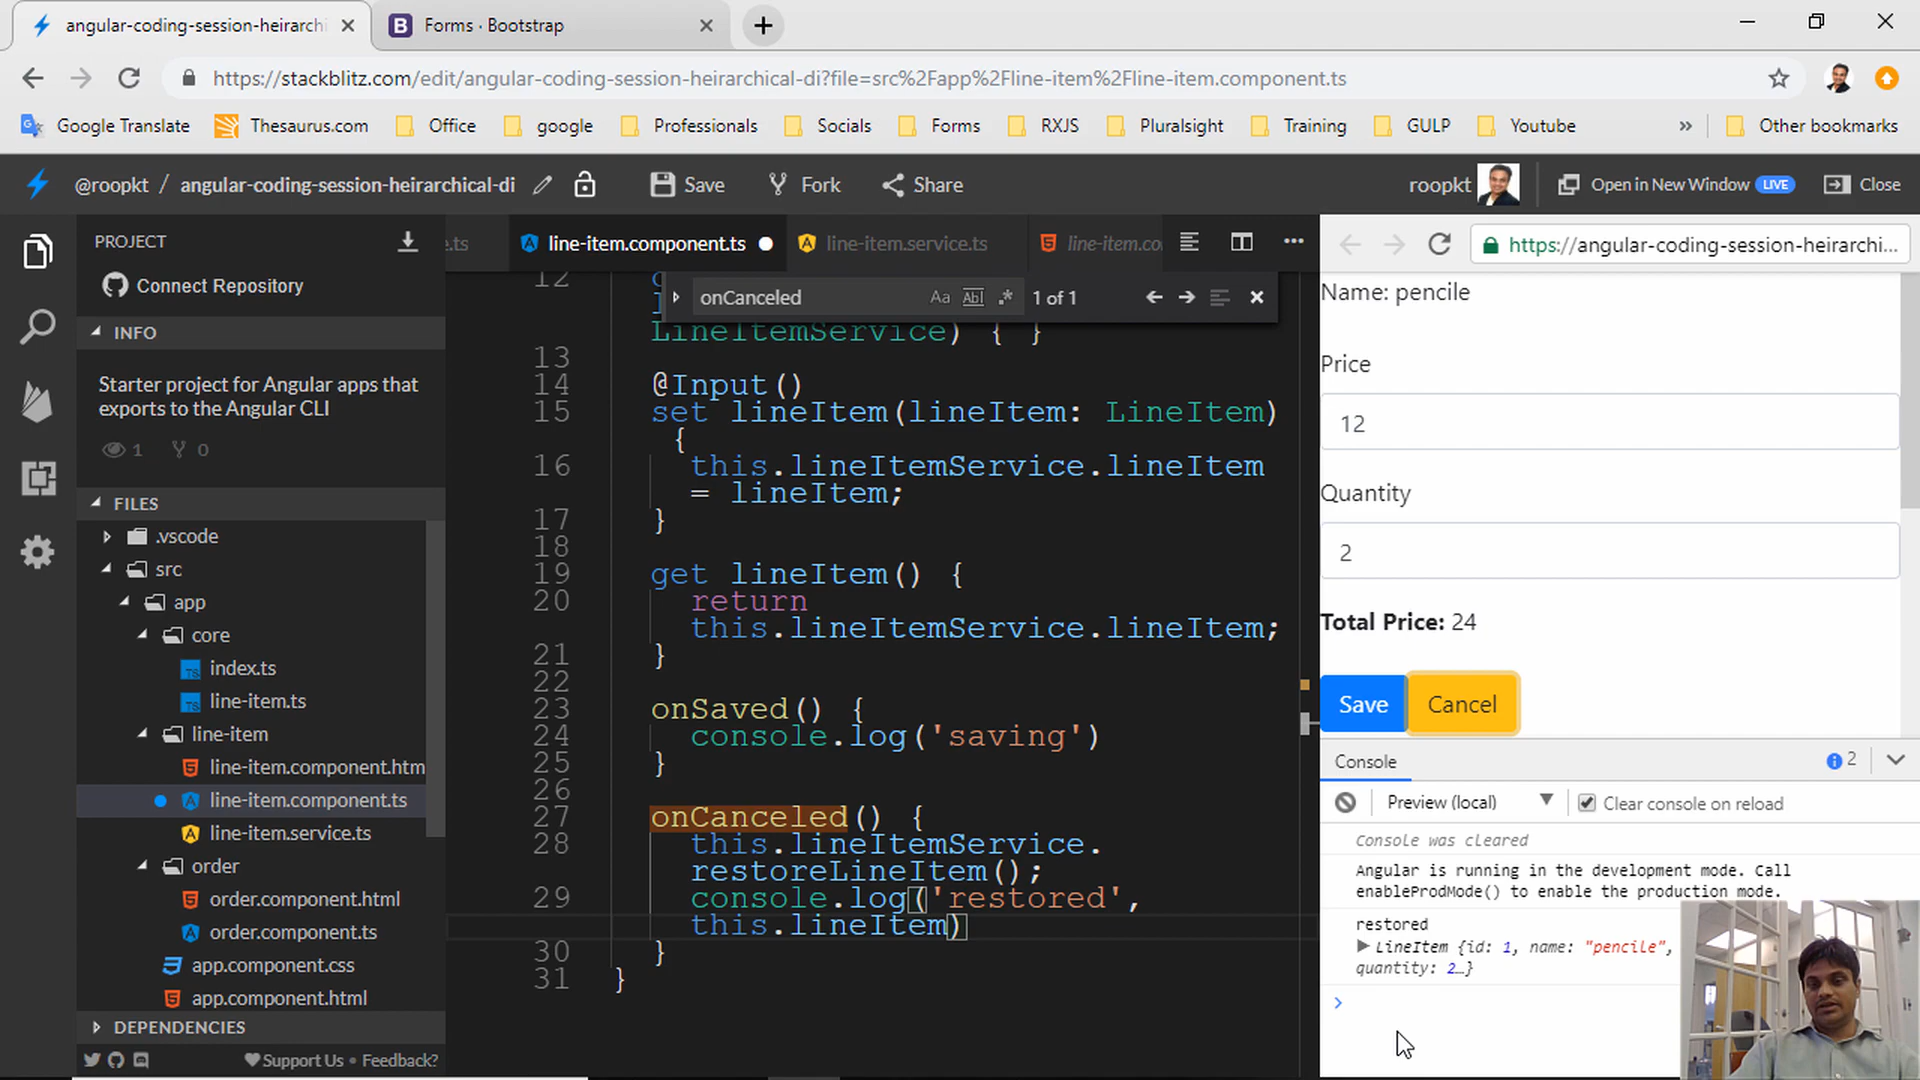 angular-coding-session-heirarchi
Forms · Bootstrap
https://stackblitz.com/edit/angular-coding-session-heirarchical-di?file=src%2Fapp%2Fline-item%2Fline-item.component.ts
Google Translate
Thesaurus.com
Office
google
Professionals
Socials
Forms
RXJS
Pluralsight
Training
GULP
Youtube
»
Other bookmarks
@roopkt / angular-coding-session-heirarchical-di
Save
Fork
Share
roopkt
Open in New Window LIVE
Close
PROJECT
Connect Repository
INFO
Starter project for Angular apps that
exports to the Angular CLI
1
0
FILES
.vscode
src
app
core
index.ts
line-item.ts
line-item
line-item.component.htm
line-item.component.ts
line-item.service.ts
order
order.component.html
order.component.ts
app.component.css
app.component.html
DEPENDENCIES
Support Us • Feedback?
e.ts
line-item.component.ts
line-item.service.ts
line-item.co
onCanceled
Aa Abl .*
1 of 1
12
LineItemService) { }
13
14 @Input()
15 set lineItem(lineItem: LineItem)
{
16 this.lineItemService.lineItem
= lineItem;
17 }
18
19 get lineItem() {
20 return
this.lineItemService.lineItem;
21 }
22
23 onSaved() {
24 console.log('saving')
25 }
26
27 onCanceled() {
28 this.lineItemService.
restoreLineItem();
29 console.log('restored',
this.lineItem)
30 }
31 }
https://angular-coding-session-heirarchi...
Name: pencile
Price
12
Quantity
2
Total Price: 24
Save
Cancel
Console
2
Preview (local)
Clear console on reload
Console was cleared
Angular is running in the development mode. Call
enableProdMode() to enable the production mode.
restored
LineItem {id: 1, name: "pencile",
quantity: 2…}